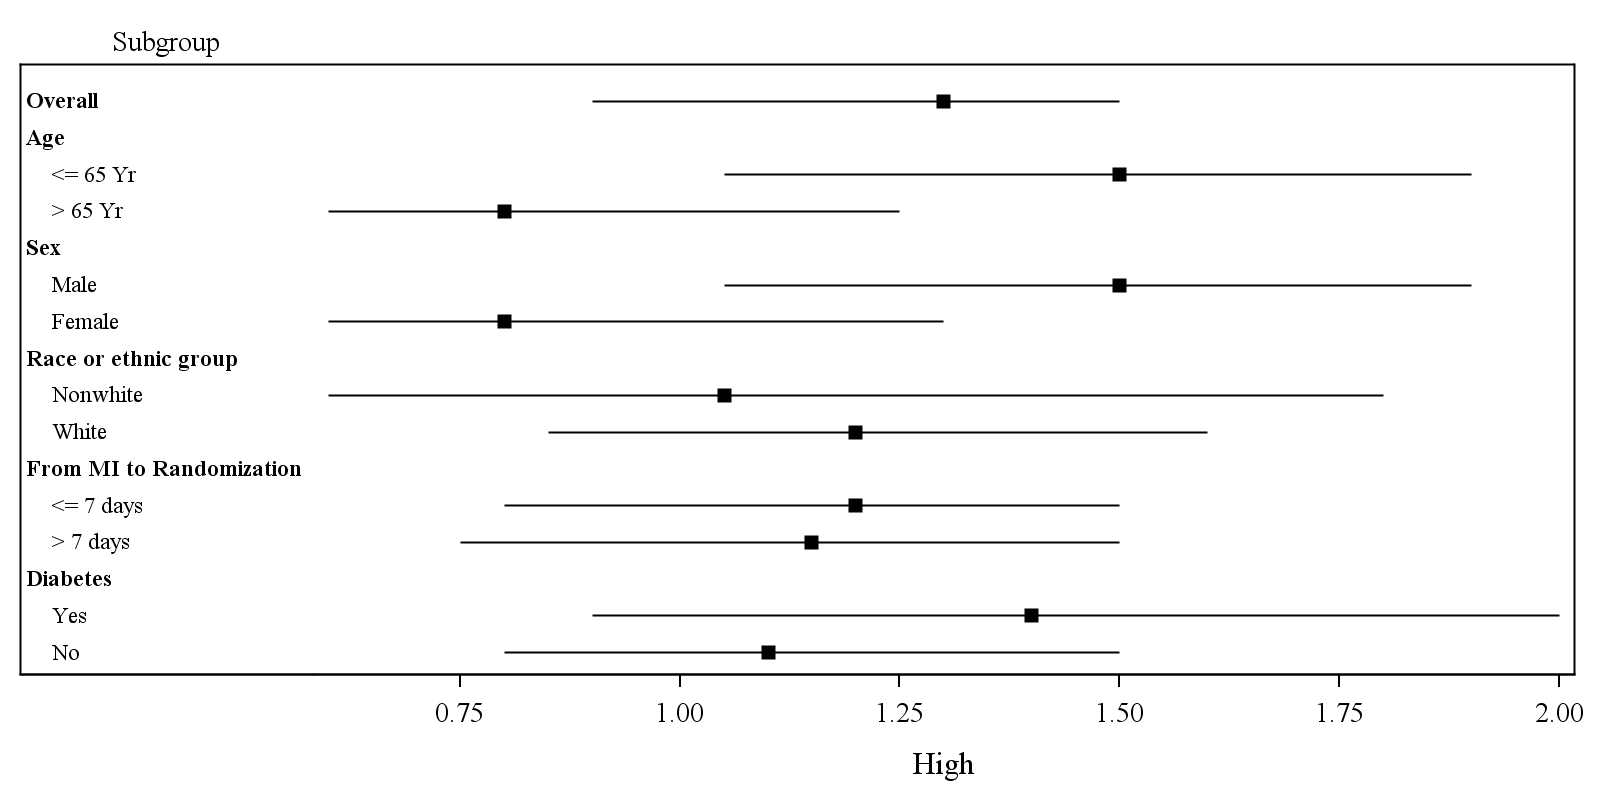 Subgroup
Overall
Age
<= 65 Yr
> 65 Yr
Sex
Male
Female
Race or ethnic group
Nonwhite
White
From MI to Randomization
<= 7 days
> 7 days
Diabetes
Yes
No
0.75 1.00 1.25 1.50 1.75 2.00
High